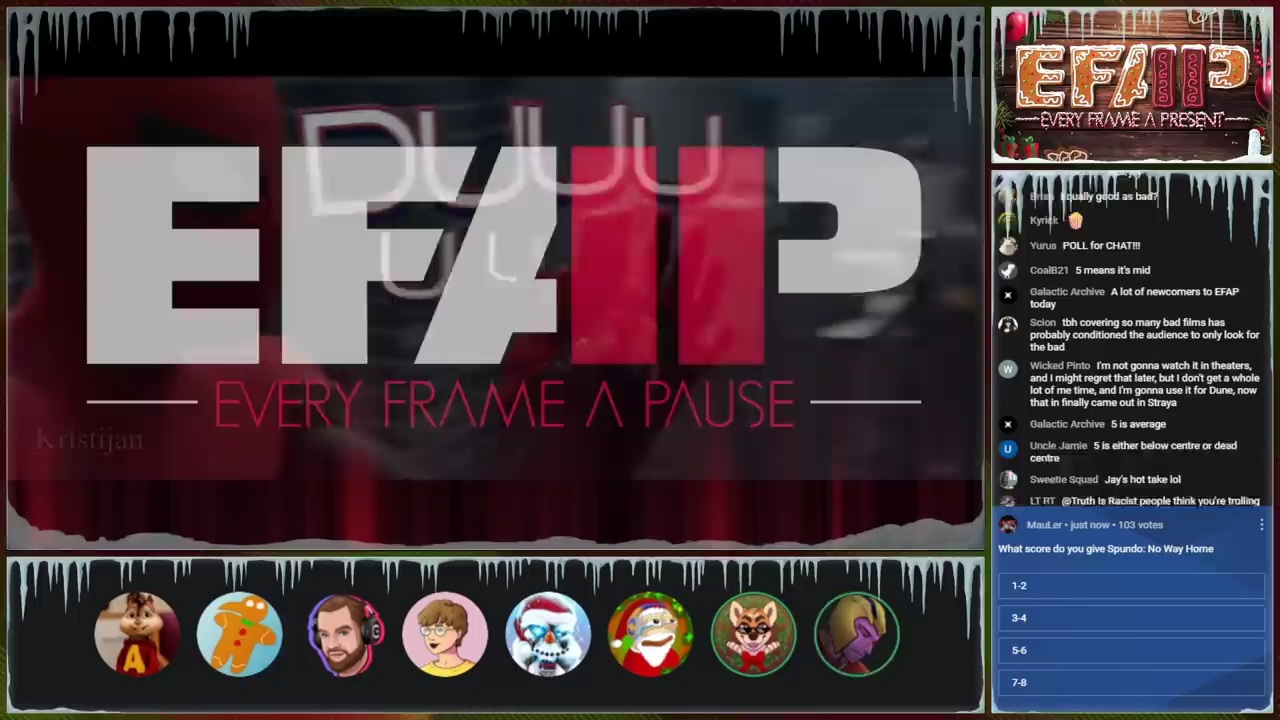 DUUU
UU
EFAP
EVERY FRAME A PAUSE
Kristijan
EFAP
EVERY FRAME A PRESENT
equally good as bad?
Kyrick
Yurus POLL for CHAT!!!
CoalB21 5 means it's mid
Galactic Archive A lot of newcomers to EFAP
today
Scion tbh covering so many bad films has
probably conditioned the audience to only look for
the bad
W Wicked Pinto I'm not gonna watch it in theaters,
and I might regret that later, but I don't get a whole
lot of me time, and I'm gonna use it for Dune, now
that in finally came out in Straya
Galactic Archive 5 is average
U Uncle Jamie 5 is either below centre or dead
centre
Sweetie Squad Jay's hot take lol
LT RT @Truth Is Racist people think you're trolling
MauLer • just now • 103 votes
What score do you give Spundo: No Way Home
1-2
3-4
5-6
7-8
A